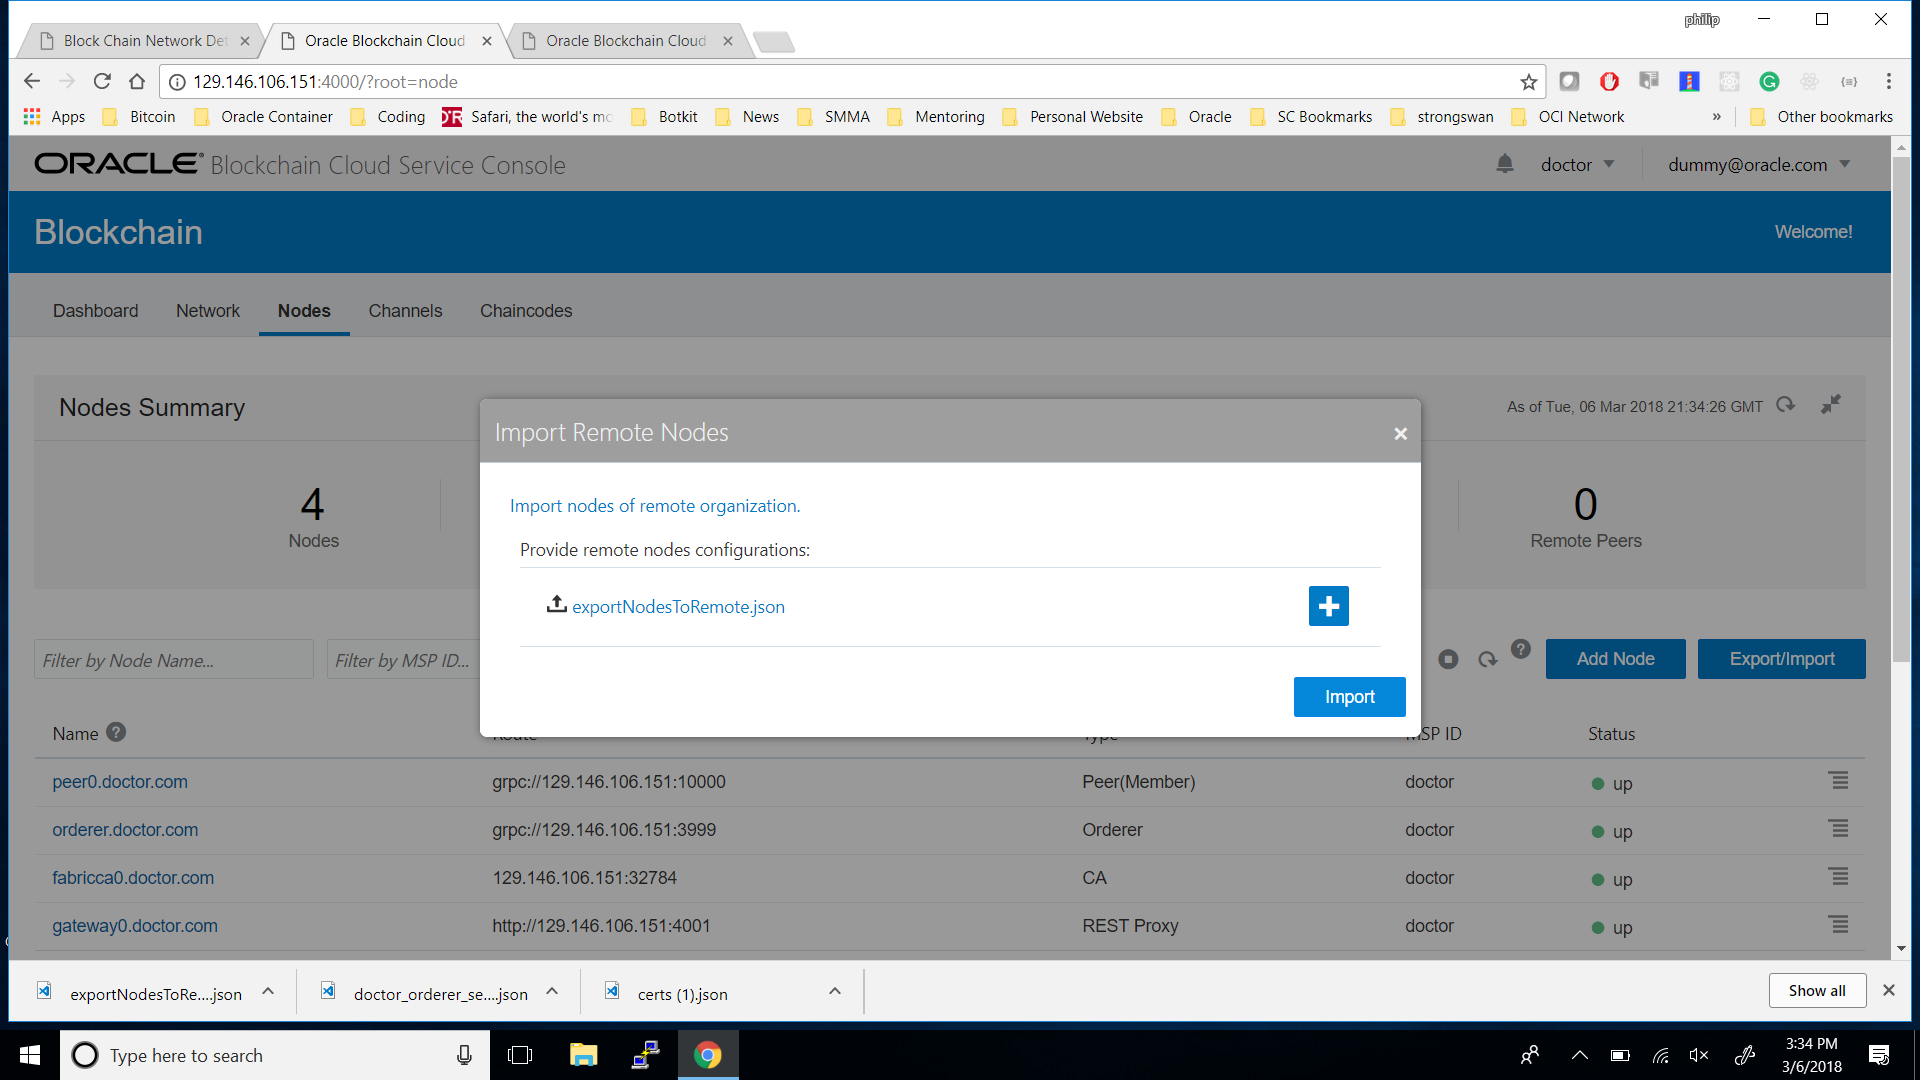 philip
Block Chain Network Det
Oracle Blockchain Cloud
Oracle Blockchain Cloud
129.146.106.151:4000/?root=node
Apps
Bitcoin
Oracle Container
Coding
Safari, the world's mo
Botkit
News
SMMA
Mentoring
Personal Website
Oracle
SC Bookmarks
strongswan
OCI Network
»
Other bookmarks
ORACLE Blockchain Cloud Service Console
doctor
dummy@oracle.com
Blockchain
Welcome!
Dashboard
Network
Nodes
Channels
Chaincodes
Nodes Summary
As of Tue, 06 Mar 2018 21:34:26 GMT
4
Nodes
0
Remote Peers
Import Remote Nodes
×
Import nodes of remote organization.
Provide remote nodes configurations:
exportNodesToRemote.json
Import
Filter by Node Name...
Filter by MSP ID...
Add Node
Export/Import
Name
Route
Type
MSP ID
Status
peer0.doctor.com grpc://129.146.106.151:10000 Peer(Member) doctor up
orderer.doctor.com grpc://129.146.106.151:3999 Orderer doctor up
fabricca0.doctor.com 129.146.106.151:32784 CA doctor up
gateway0.doctor.com http://129.146.106.151:4001 REST Proxy doctor up
exportNodesToRe....json
doctor_orderer_se....json
certs (1).json
Show all
Type here to search
3:34 PM
3/6/2018